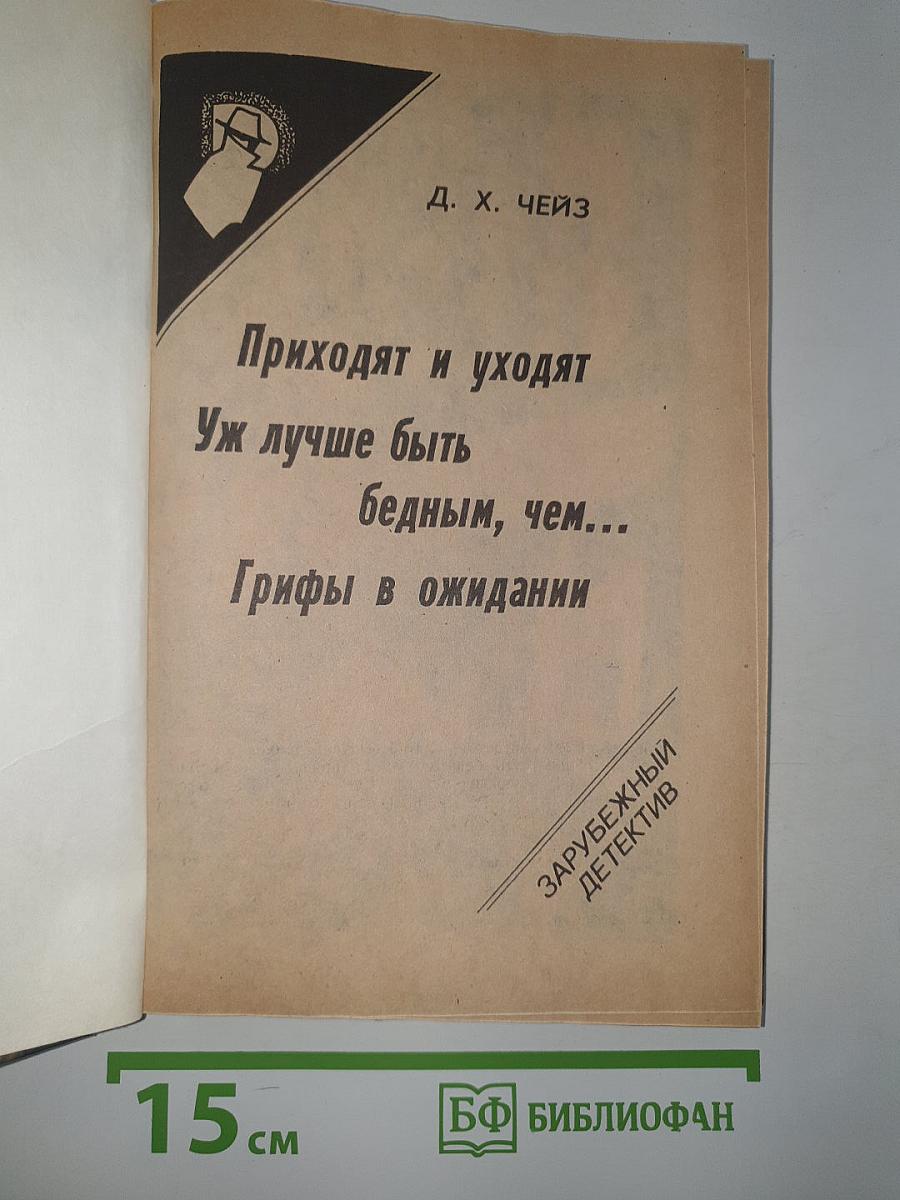 Д. Х. ЧЕЙЗ
Приходят и уходят
Уж лучше быть
бедным, чем...
Грифы в ожидании
ЗАРУБЕЖНЫЙ
ДЕТЕКТИВ
15 см
БФ БИБЛИОФАН